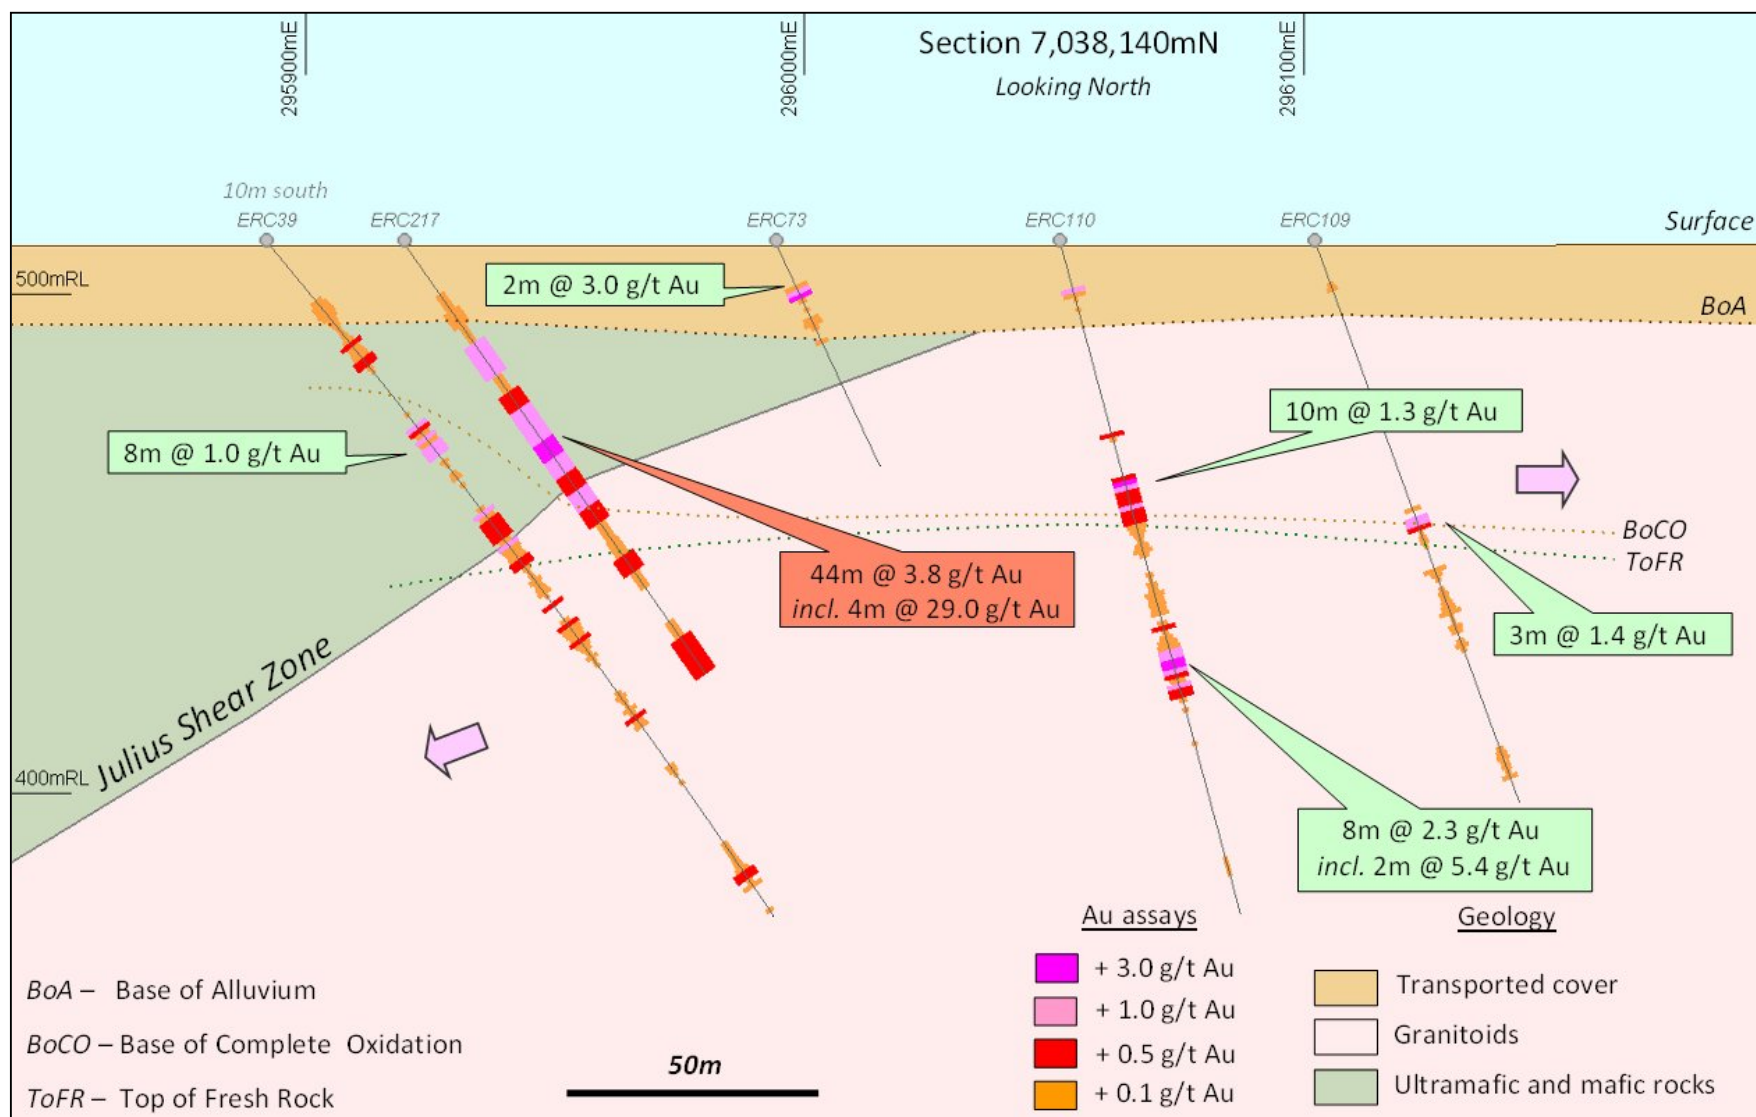 295900mE
296000mE
Section 7,038,140mN
Looking North
296100mE
10m south
ERC39
ERC217
ERC73
ERC110
ERC109
Surface
500mRL
2m @ 3.0 g/t Au
BoA
10m @ 1.3 g/t Au
8m @ 1.0 g/t Au
BoCO
ToFR
44m @ 3.8 g/t Au
incl. 4m @ 29.0 g/t Au
3m @ 1.4 g/t Au
Julius Shear Zone
400mRL
8m @ 2.3 g/t Au
incl. 2m @ 5.4 g/t Au
BoA – Base of Alluvium
BoCO – Base of Complete Oxidation
ToFR – Top of Fresh Rock
50m
Au assays
+ 3.0 g/t Au
+ 1.0 g/t Au
+ 0.5 g/t Au
+ 0.1 g/t Au
Geology
Transported cover
Granitoids
Ultramafic and mafic rocks